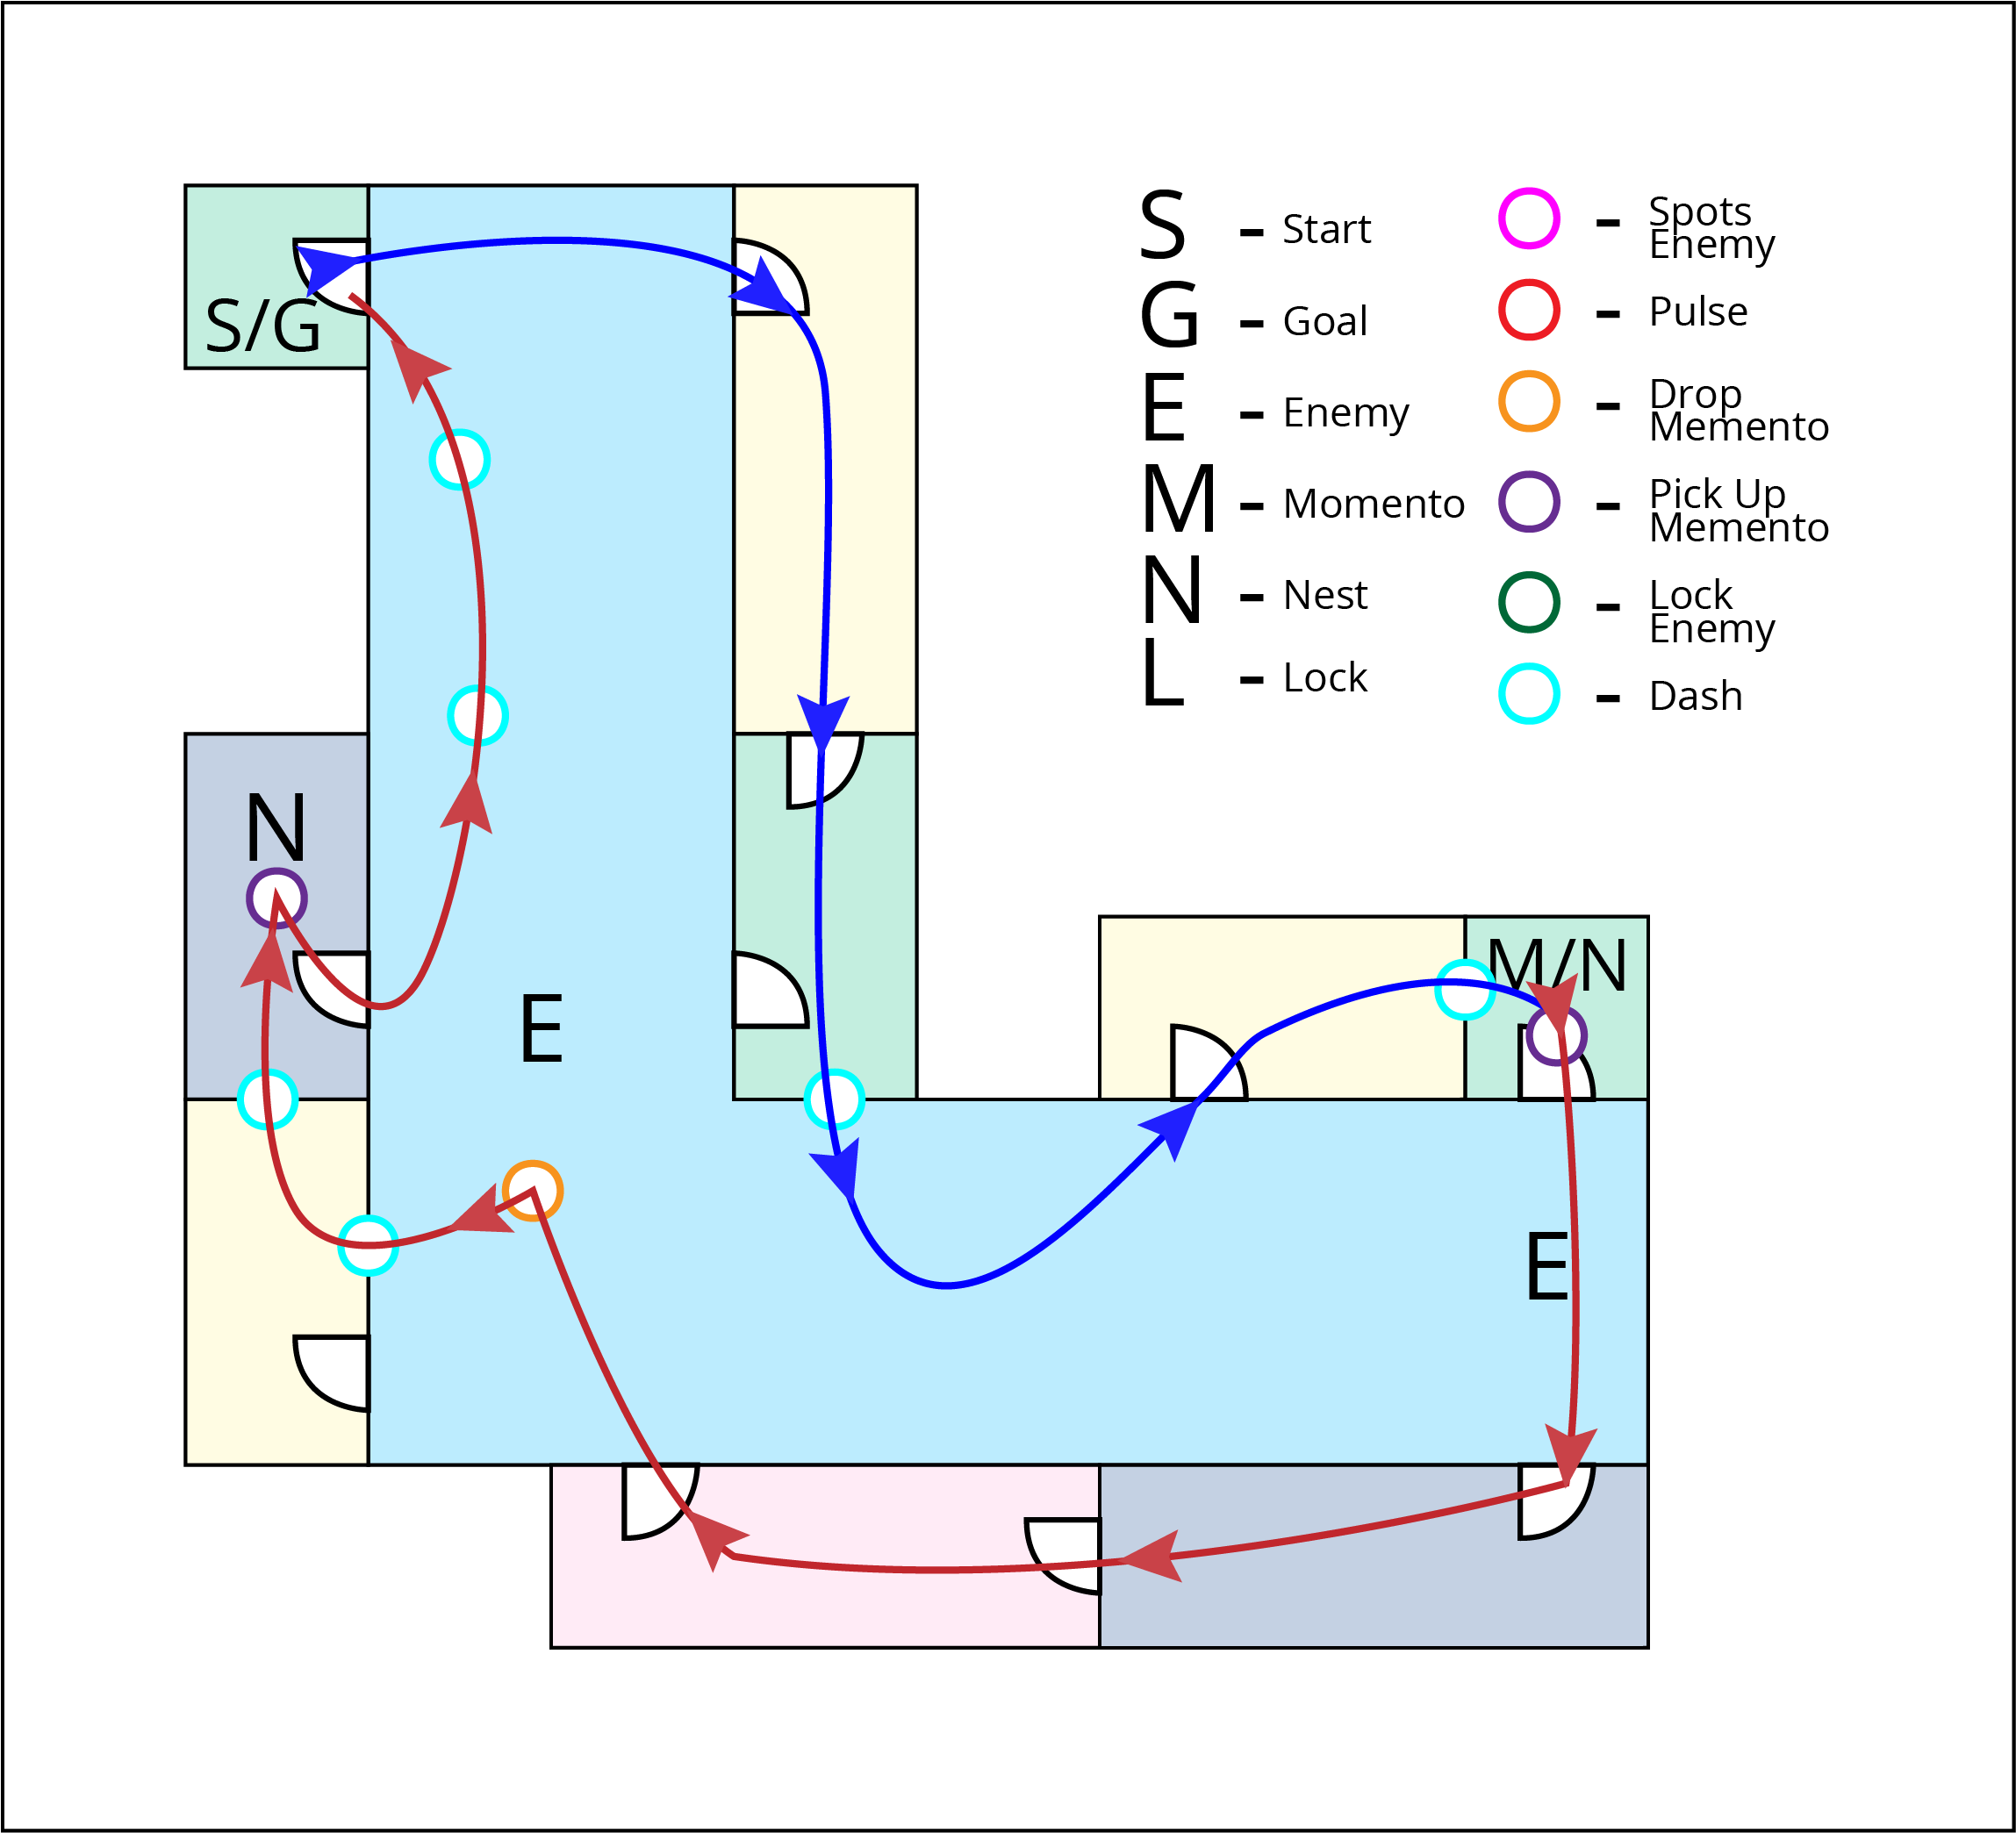 S - Start
G - Goal
E - Enemy
M - Momento
N - Nest
L - Lock
- Spots
Enemy
- Pulse
- Drop
Memento
- Pick Up
Memento
- Lock
Enemy
- Dash
S/G
N
E
M/N
E